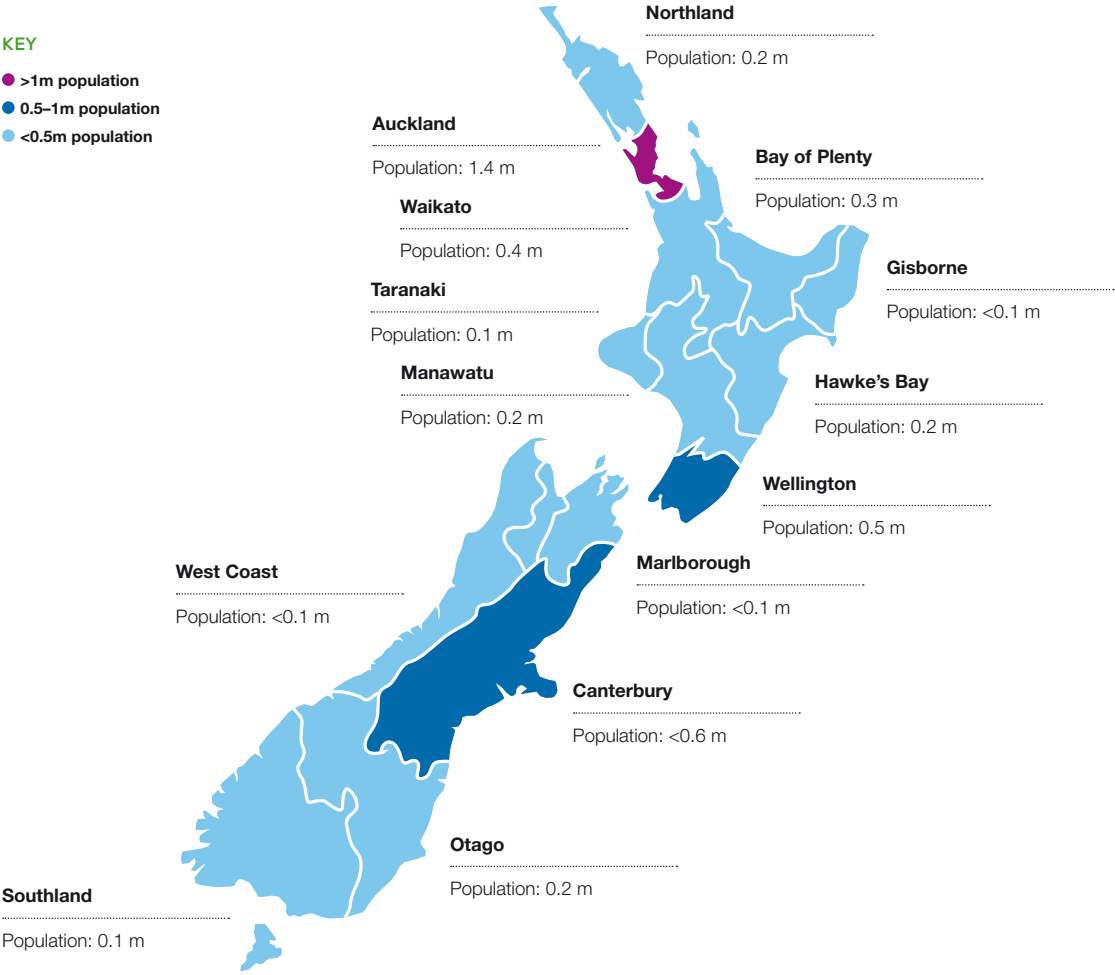 KEY
>1m population
0.5–1m population
<0.5m population
Northland
Population: 0.2 m
Auckland
Population: 1.4 m
Bay of Plenty
Population: 0.3 m
Waikato
Population: 0.4 m
Gisborne
Population: <0.1 m
Taranaki
Population: 0.1 m
Manawatu
Population: 0.2 m
Hawke’s Bay
Population: 0.2 m
Wellington
Population: 0.5 m
Marlborough
Population: <0.1 m
West Coast
Population: <0.1 m
Canterbury
Population: <0.6 m
Otago
Population: 0.2 m
Southland
Population: 0.1 m